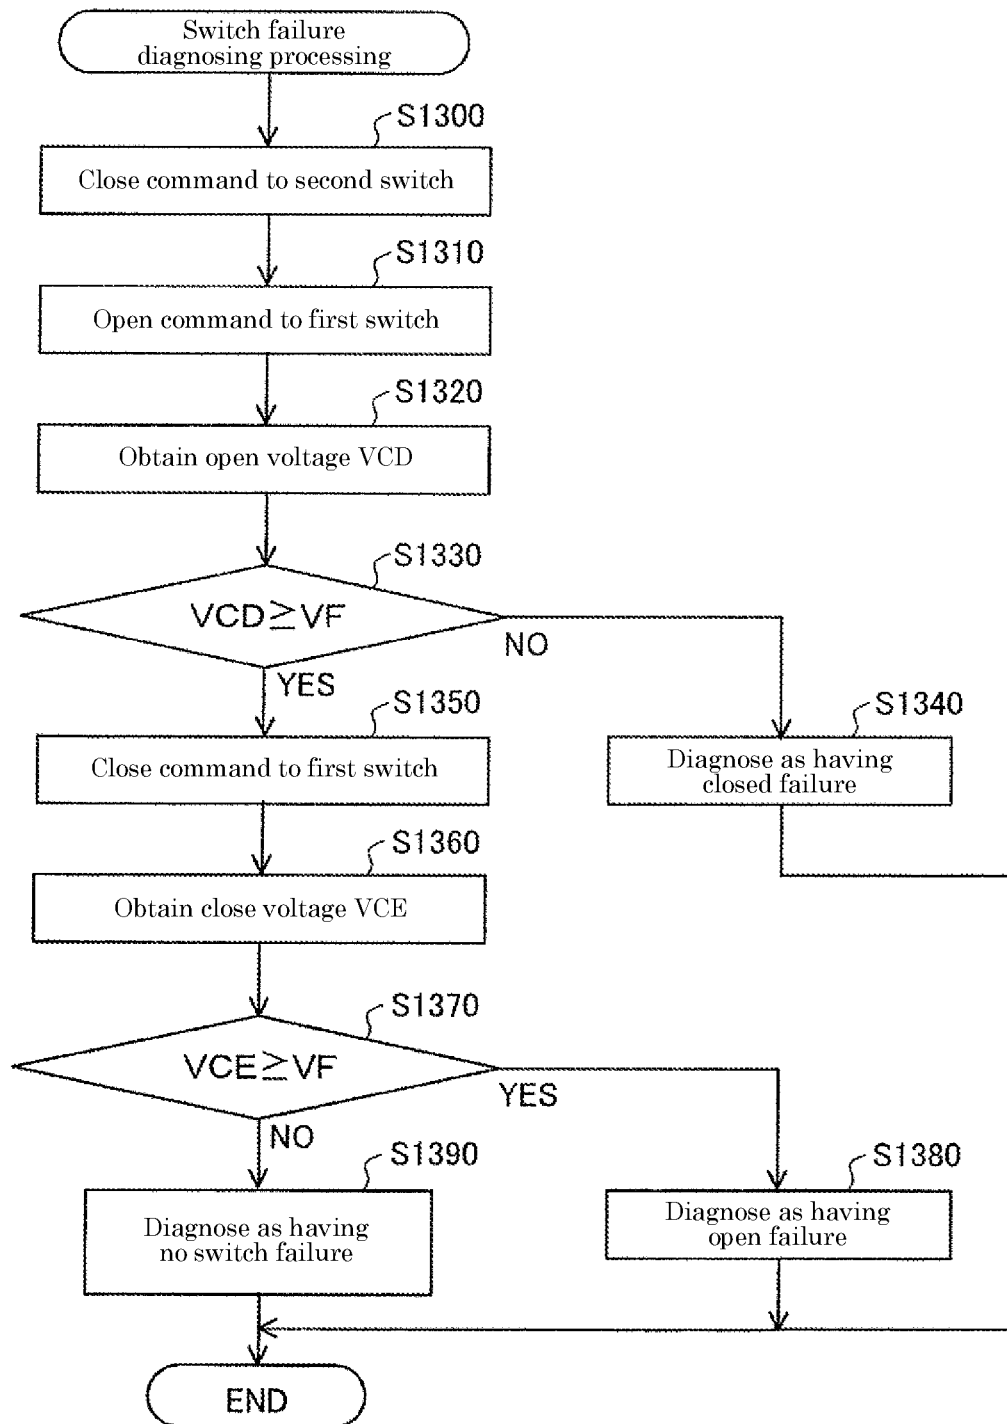 Switch failure
diagnosing processing
S1300
Close command to second switch
S1310
Open command to first switch
S1320
Obtain open voltage VCD
S1330
VCD≧VF
NO
YES
S1350
Close command to first switch
S1340
Diagnose as having
closed failure
S1360
Obtain close voltage VCE
S1370
VCE≧VF
YES
NO
S1390
Diagnose as having
no switch failure
S1380
Diagnose as having
open failure
END